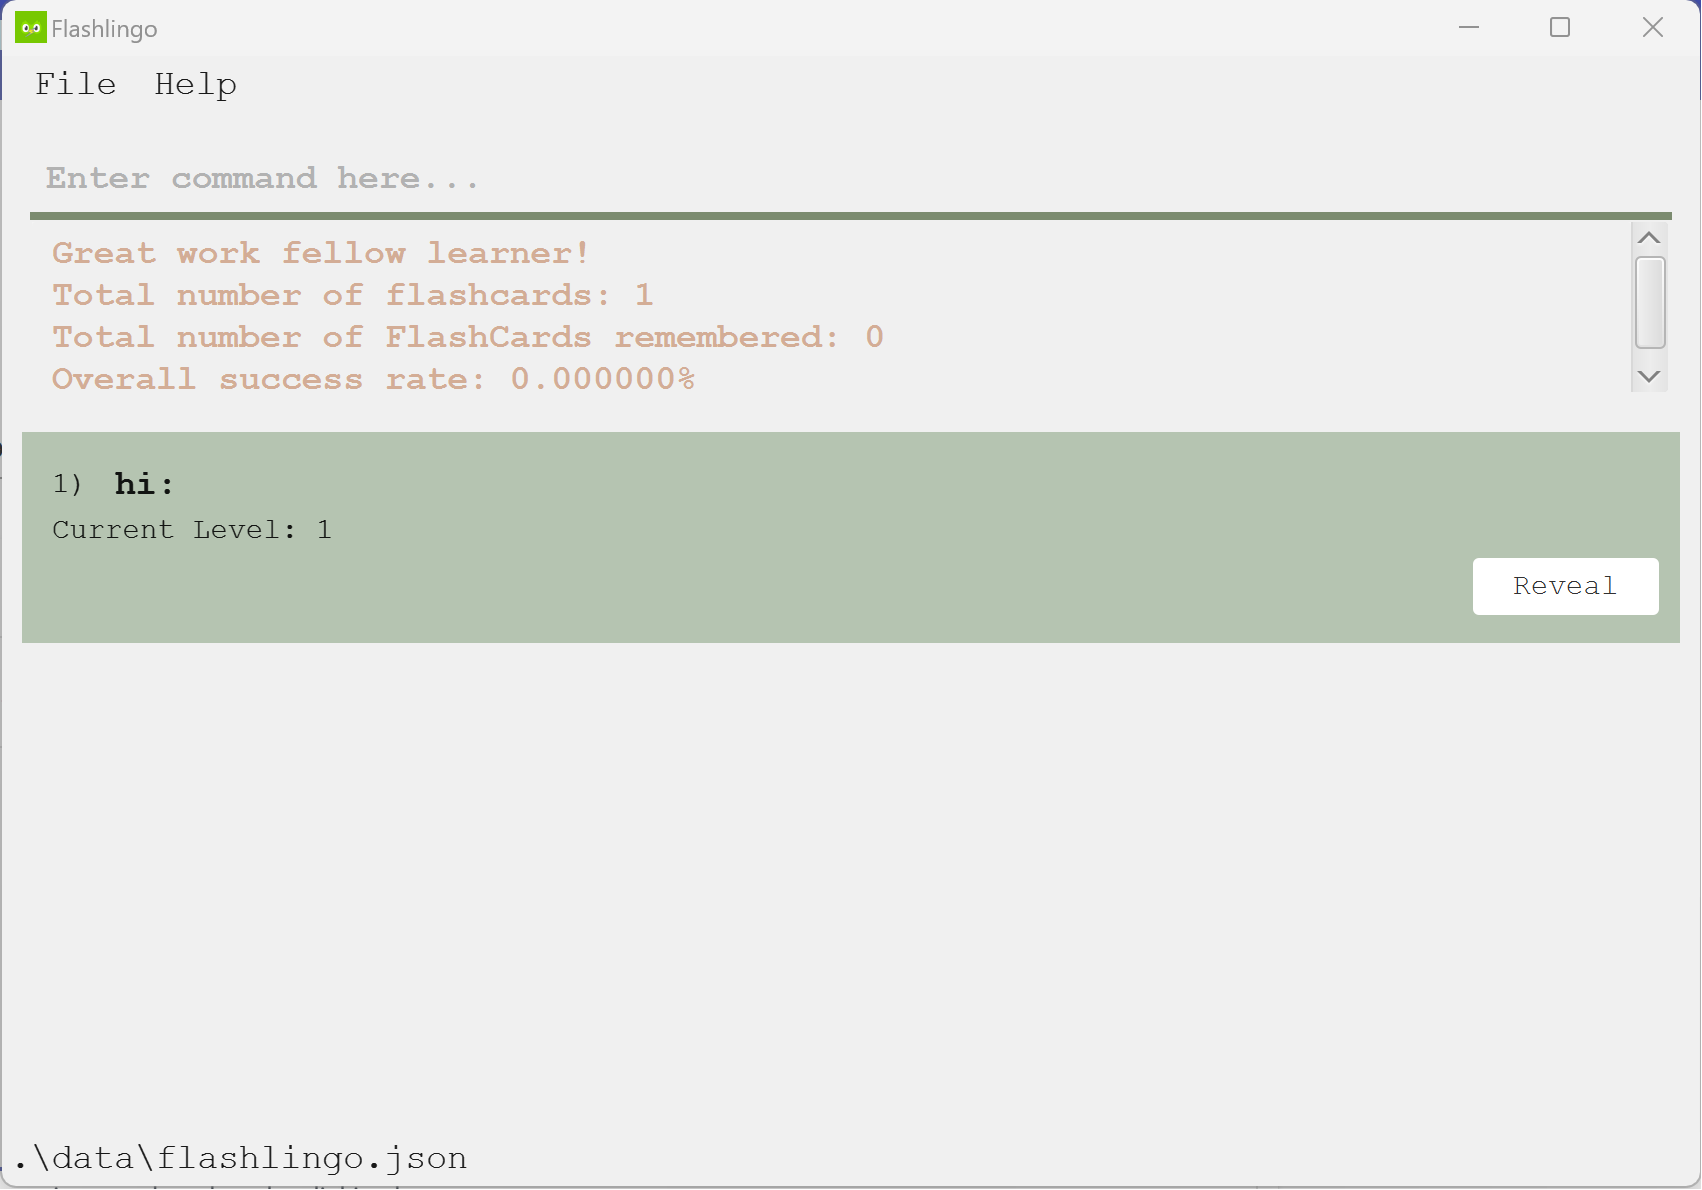 Flashlingo
File Help
Enter command here...
Great work fellow learner!
Total number of flashcards: 1
Total number of FlashCards remembered: 0
Overall success rate: 0.000000%
1) hi:
Current Level: 1
Reveal
.\data\flashlingo.json